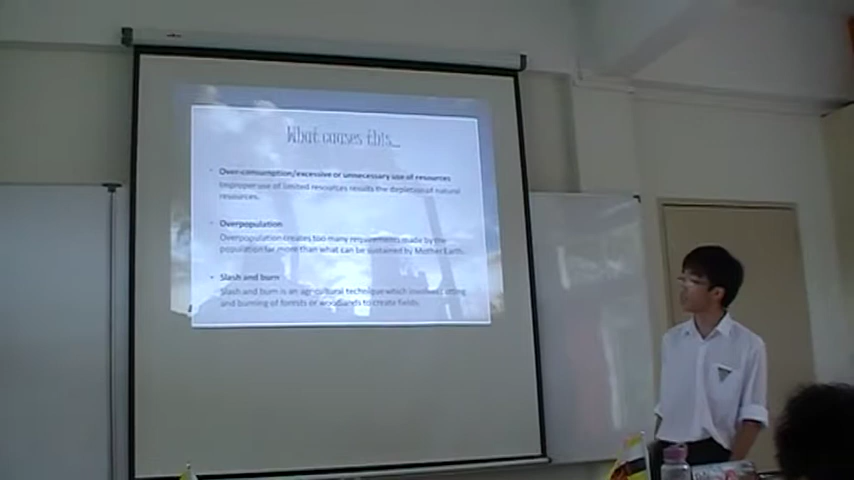 What causes this...
• Over-consumption/excessive or unnecessary use of resources
Improper use of limited resources results the depletion of natural
resources.
• Overpopulation
Overpopulation creates too many requirements made by the
population far more than what can be sustained by Mother Earth.
• Slash and burn
Slash and burn is an agricultural technique which involves cutting
and burning of forests or woodlands to create fields.